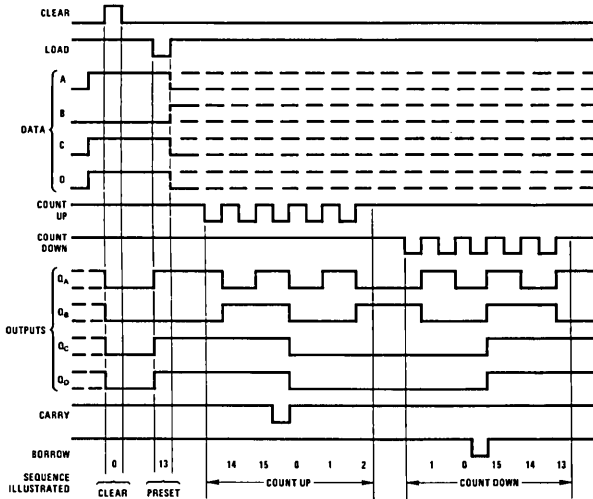 CLEAR
LOAD
A
B
DATA
C
D
COUNT
UP
COUNT
DOWN
QA
QB
OUTPUTS
QC
QD
CARRY
BORROW
0 13 14 15 0 1 2 1 0 15 14 13
SEQUENCE
ILLUSTRATED
CLEAR PRESET COUNT UP COUNT DOWN